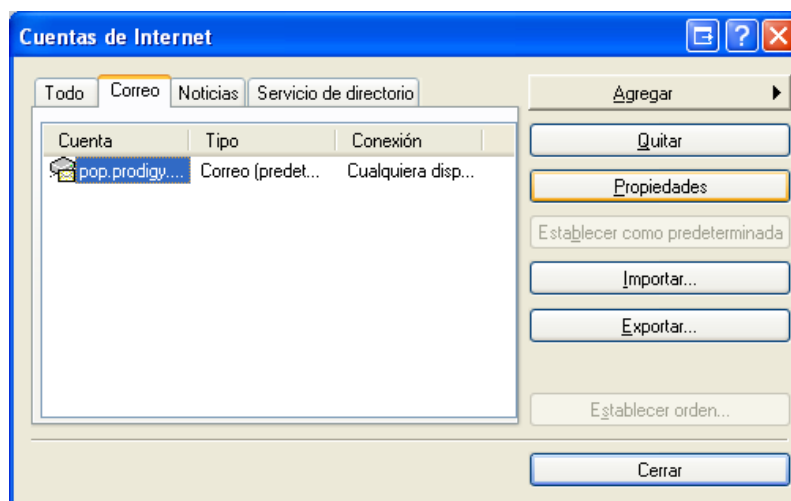 Cuentas de Internet
Todo Correo Noticias Servicio de directorio
Cuenta Tipo Conexión
pop.prodigy.... Correo (predet... Cualquiera disp...
Agregar
Quitar
Propiedades
Establecer como predeterminada
Importar...
Exportar...
Establecer orden...
Cerrar